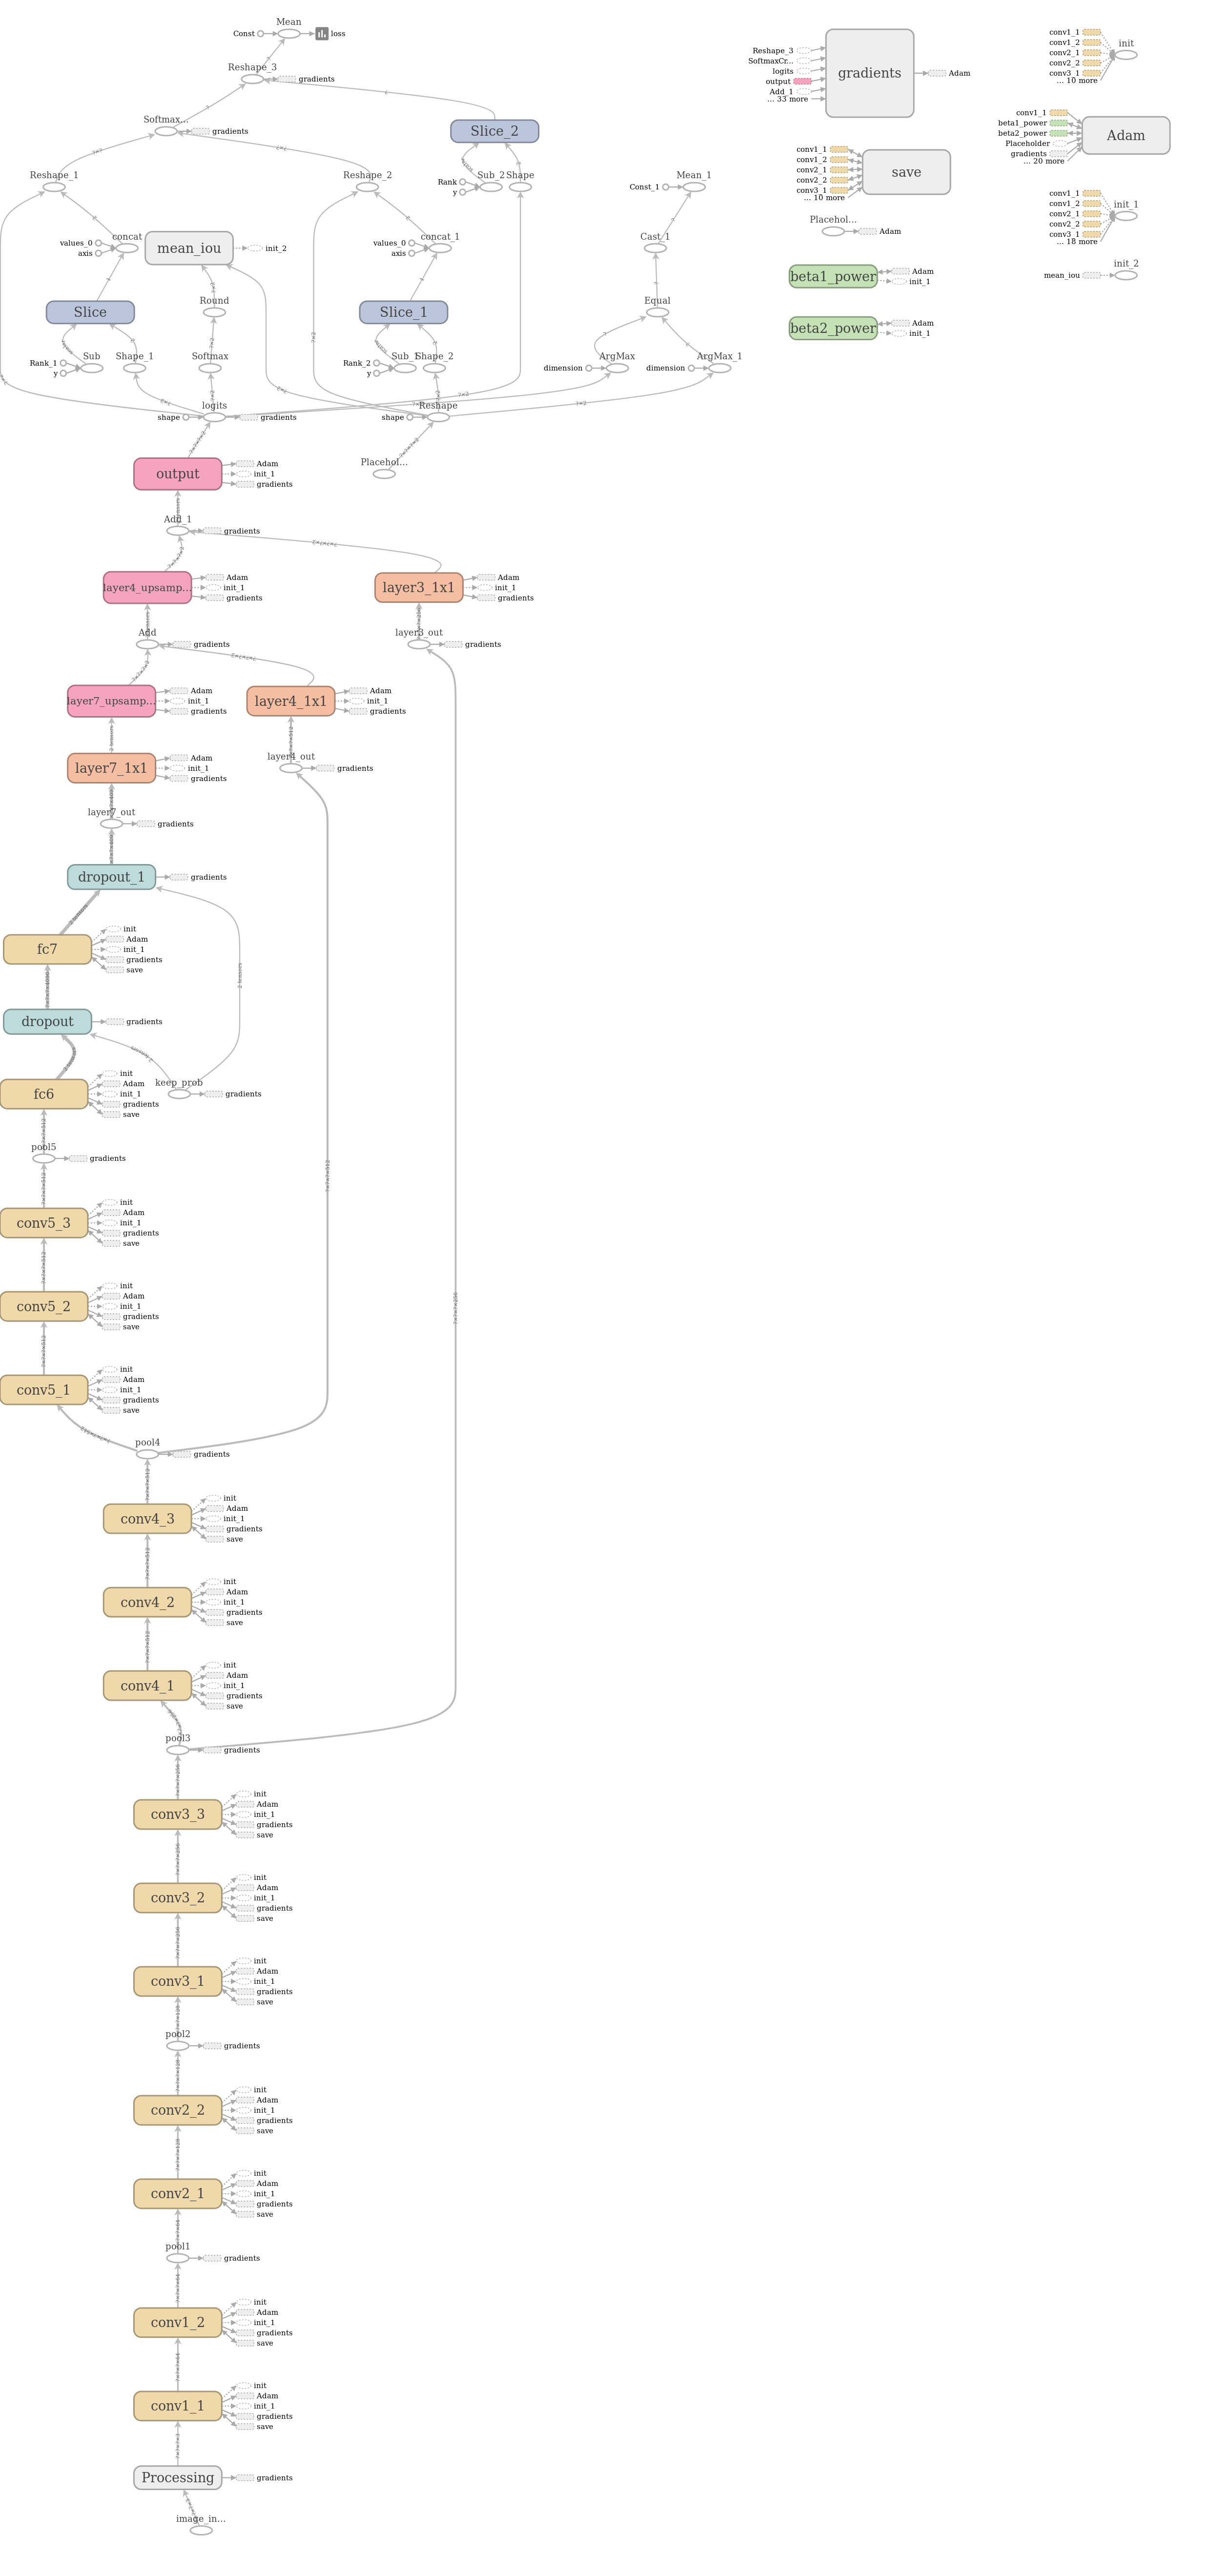 Mean
Const
loss
Reshape_3
gradients
Softmax...
gradients
Slice_2
Reshape_1
Reshape_2
Rank
y
Sub_2
Shape
Const_1
Mean_1
values_0
axis
concat
mean_iou
init_2
values_0
axis
concat_1
Cast_1
Slice
Round
Slice_1
Equal
Rank_1
y
Sub
Shape_1
Softmax
Rank_2
y
Sub_1
Shape_2
dimension
ArgMax
dimension
ArgMax_1
shape
logits
gradients
shape
Reshape
Placehol...
output
Adam
init_1
gradients
Add_1
gradients
layer4_upsamp...
Adam
init_1
gradients
layer3_1x1
Adam
init_1
gradients
Add
gradients
layer3_out
gradients
layer7_upsamp...
Adam
init_1
gradients
layer4_1x1
Adam
init_1
gradients
layer7_1x1
Adam
init_1
gradients
layer4_out
gradients
layer7_out
gradients
dropout_1
gradients
fc7
init
Adam
init_1
gradients
save
2 tensors
dropout
gradients
fc6
init
Adam
init_1
gradients
save
keep_prob
gradients
pool5
gradients
conv5_3
init
Adam
init_1
gradients
save
conv5_2
init
Adam
init_1
gradients
save
conv5_1
init
Adam
init_1
gradients
save
pool4
gradients
conv4_3
init
Adam
init_1
gradients
save
conv4_2
init
Adam
init_1
gradients
save
conv4_1
init
Adam
init_1
gradients
save
pool3
gradients
conv3_3
init
Adam
init_1
gradients
save
conv3_2
init
Adam
init_1
gradients
save
conv3_1
init
Adam
init_1
gradients
save
pool2
gradients
conv2_2
init
Adam
init_1
gradients
save
conv2_1
init
Adam
init_1
gradients
save
pool1
gradients
conv1_2
init
Adam
init_1
gradients
save
conv1_1
init
Adam
init_1
gradients
save
Processing
gradients
image_in...
Reshape_3
SoftmaxCr...
logits
output
Add_1
... 33 more
gradients
Adam
conv1_1
conv1_2
conv2_1
conv2_2
conv3_1
... 10 more
save
Placehol...
Adam
beta1_power
Adam
init_1
beta2_power
Adam
init_1
conv1_1
conv1_2
conv2_1
conv2_2
conv3_1
... 10 more
init
conv1_1
beta1_power
beta2_power
Placeholder
gradients
... 20 more
Adam
conv1_1
conv1_2
conv2_1
conv2_2
conv3_1
... 18 more
init_1
mean_iou
init_2